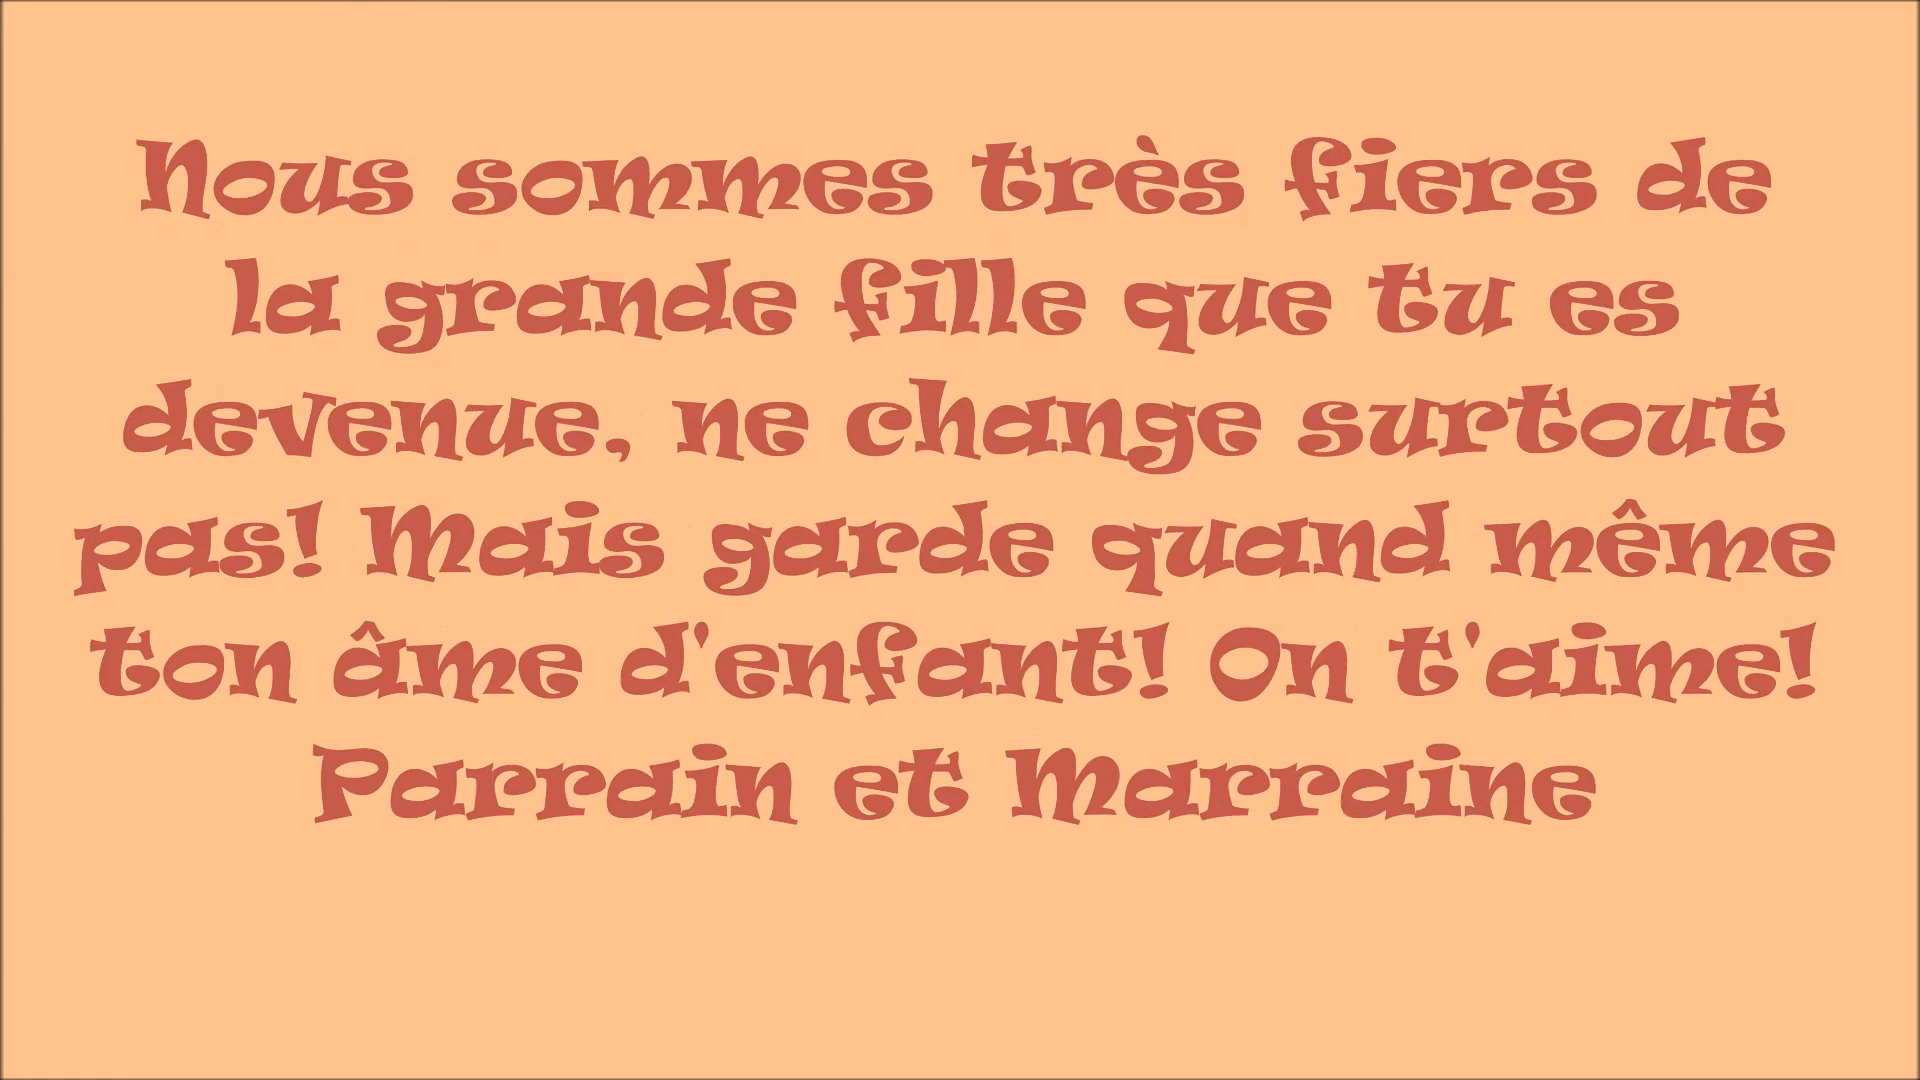 Nous sommes très fiers de
la grande fille que tu es
devenue, ne change surtout
pas! Mais garde quand même
ton âme d'enfant! On t'aime!
Parrain et Marraine